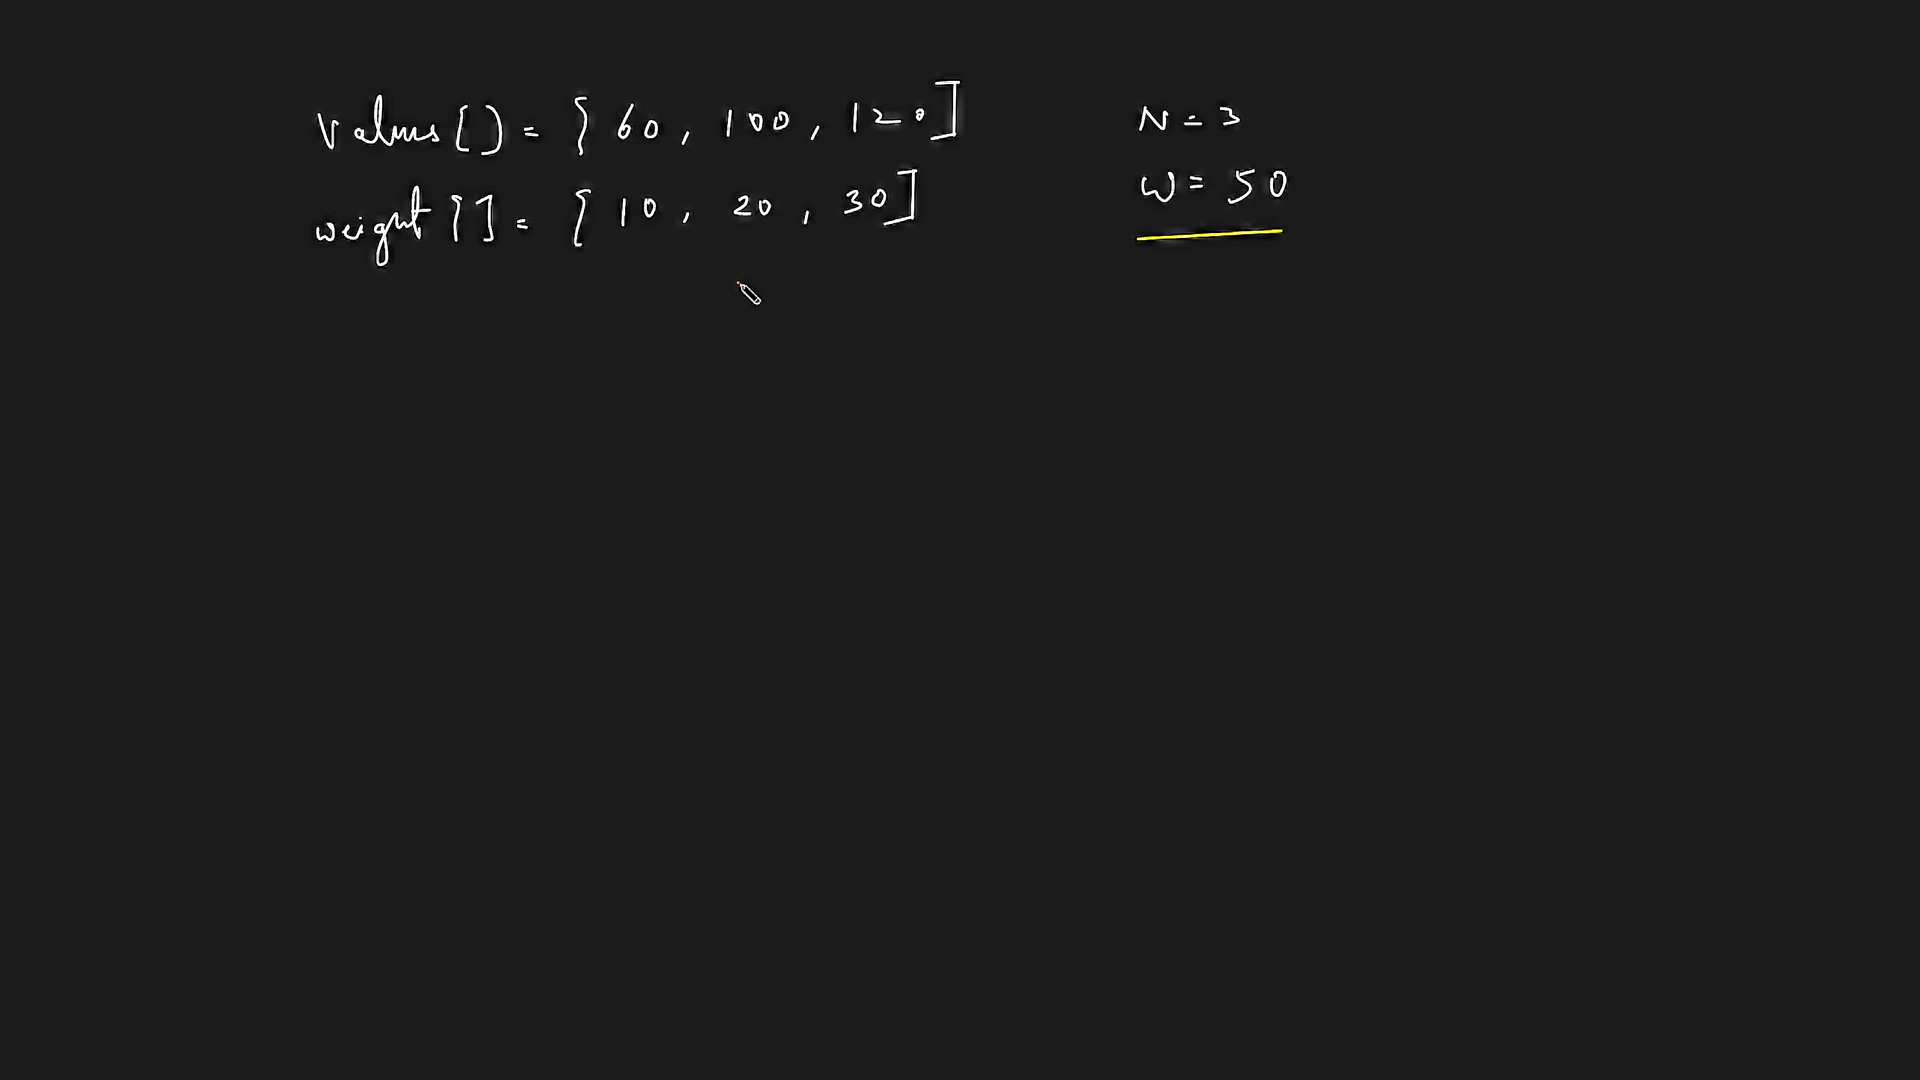 Values[] = { 60, 100, 120]
weight[] = { 10, 20, 30]
N = 3
W = 50